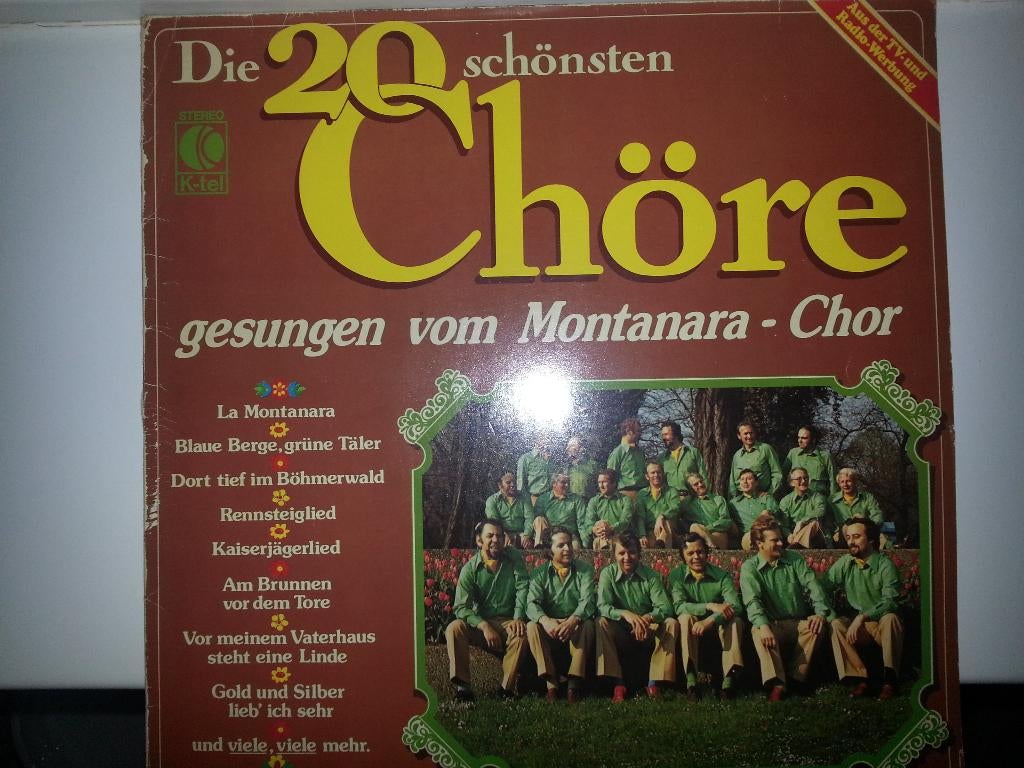 Die 20 schönsten
Chöre
Aus der TV- und
Radio-Werbung
STEREO
K-tel
gesungen vom Montanara - Chor
La Montanara
Blaue Berge, grüne Täler
Dort tief im Böhmerwald
Rennsteiglied
Kaiserjägerlied
Am Brunnen
vor dem Tore
Vor meinem Vaterhaus
steht eine Linde
Gold und Silber
lieb' ich sehr
und viele, viele mehr.